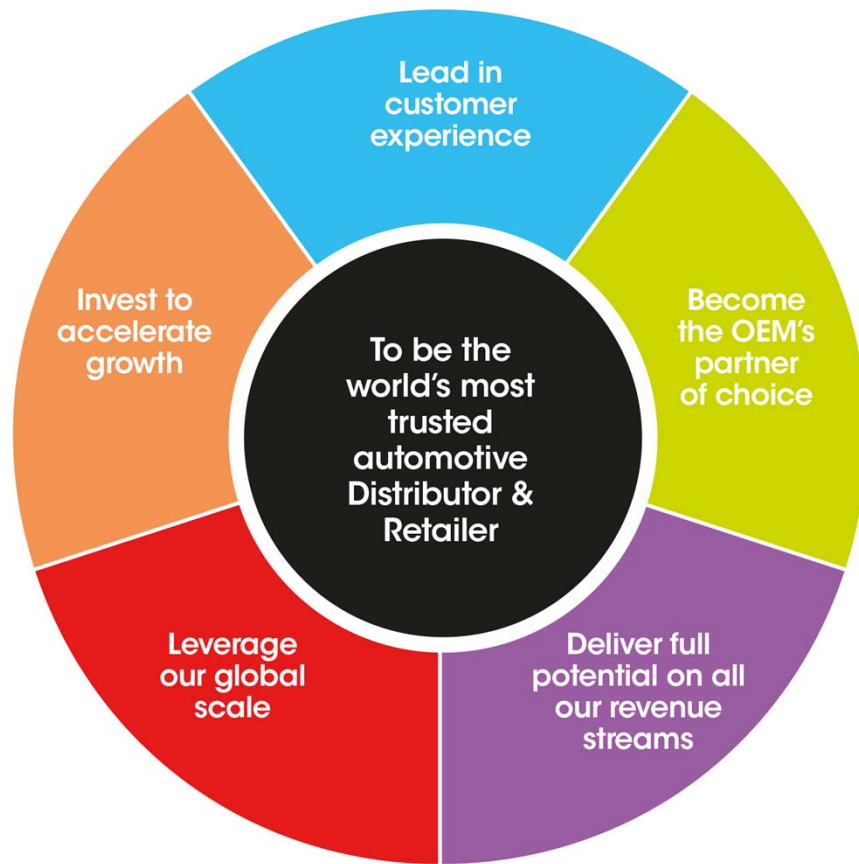 Lead in
customer
experience
Become
the OEM’s
partner
of choice
Deliver full
potential on all
our revenue
streams
Leverage
our global
scale
Invest to
accelerate
growth
To be the
world’s most
trusted
automotive
Distributor &
Retailer